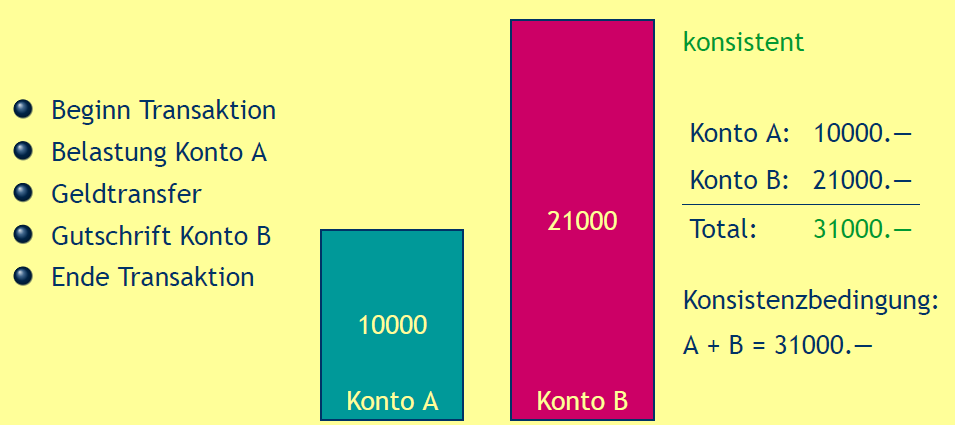 Beginn Transaktion
Belastung Konto A
Geldtransfer
Gutschrift Konto B
Ende Transaktion
10000
Konto A
21000
Konto B
konsistent
Konto A: 10000.—
Konto B: 21000.—
Total: 31000.—
Konsistenzbedingung:
A + B = 31000.—